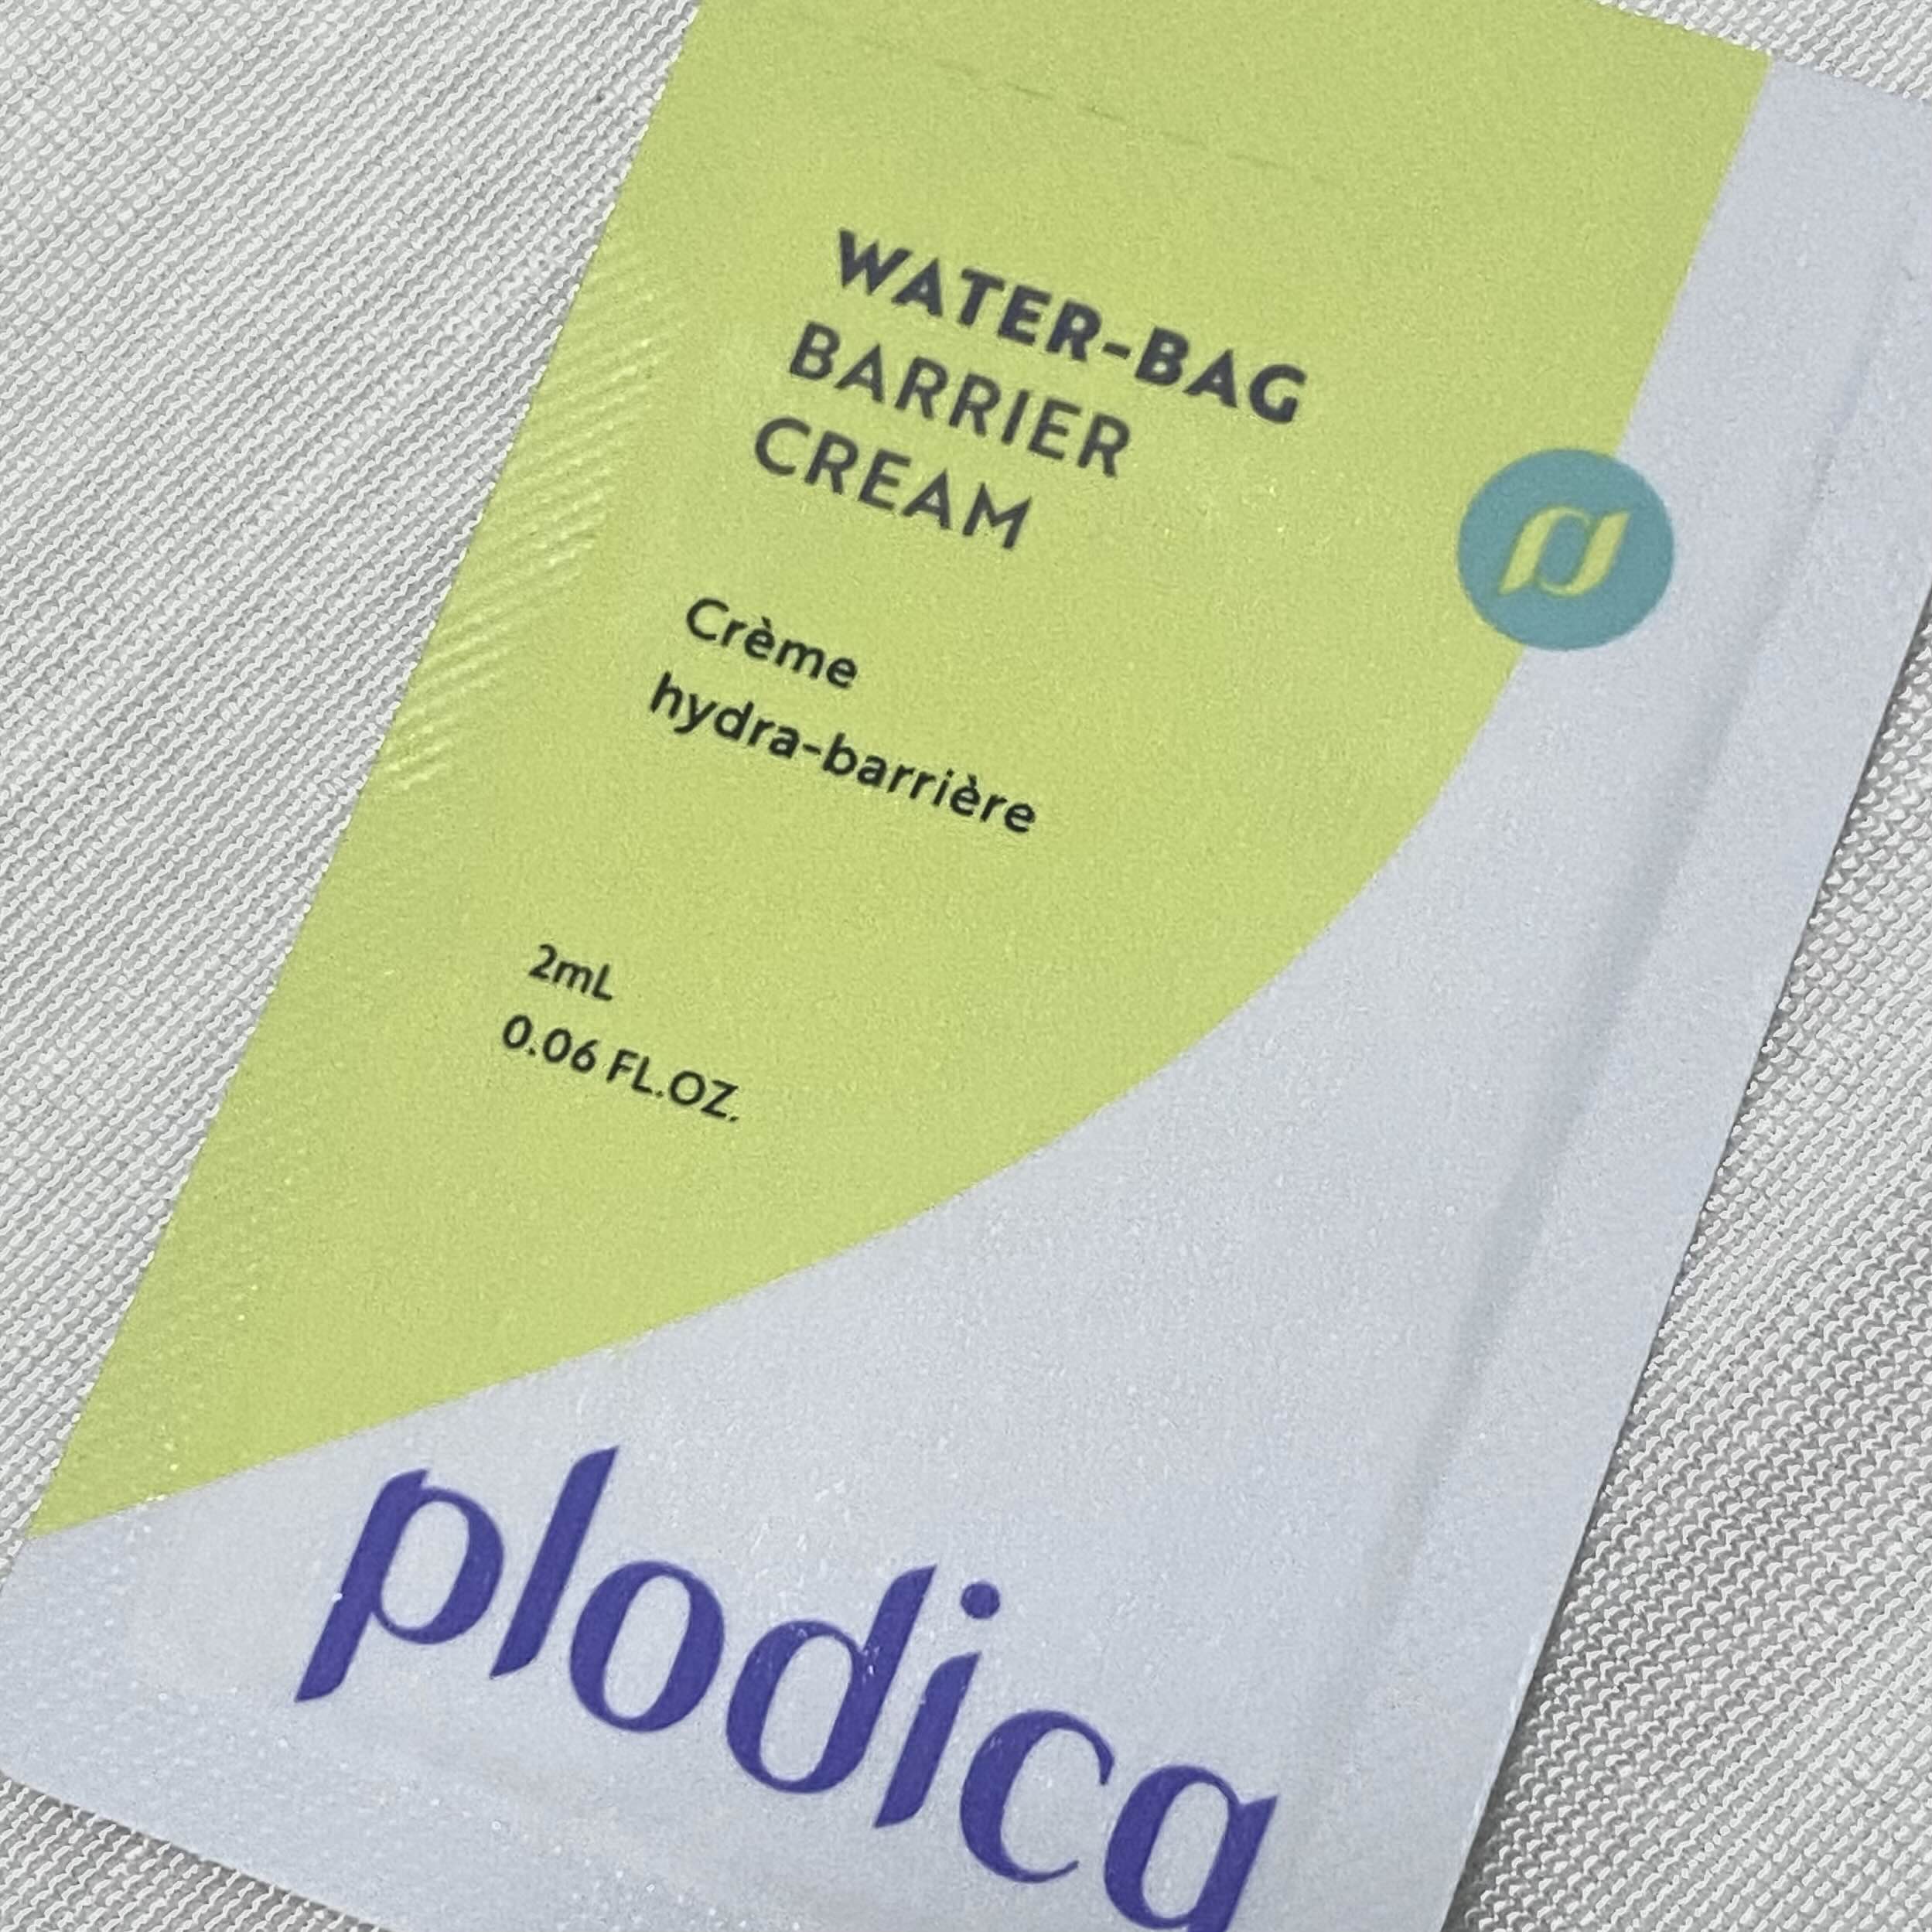 WATER-BAG
BARRIER
CREAM
Crème
hydra-barrière
2mL
0.06 FL.OZ.
plodica